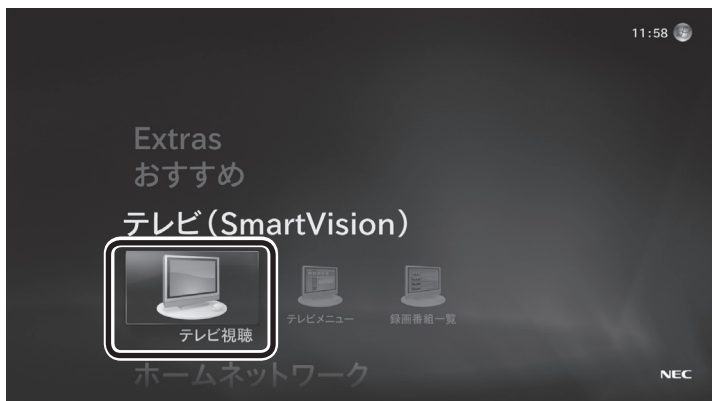 11:58
Extras
おすすめ
テレビ(SmartVision)
テレビ視聴
テレビメニュー
録画番組一覧
ホームネットワーク
NEC